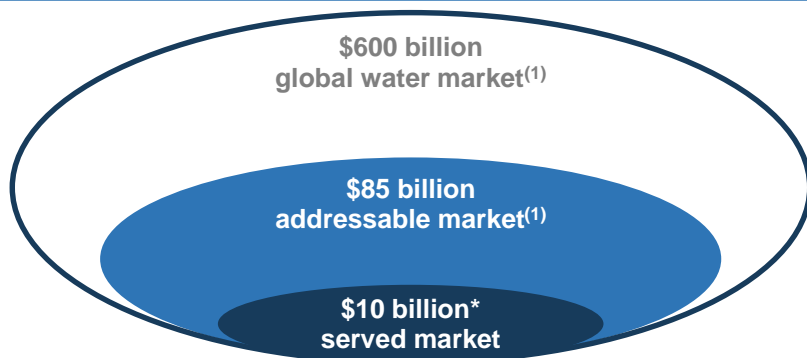 $600 billion
global water market(1)
$85 billion
addressable market(1)
$10 billion*
served market